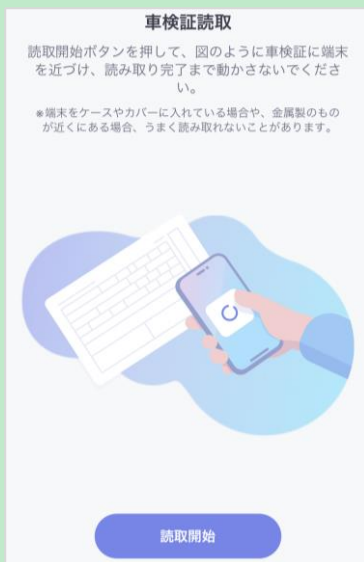 車検証読取
読取開始ボタンを押して、図のように車検証に端末
を近づけ、読み取り完了まで動かさないでくださ
い。
※端末をケースやカバーに入れている場合や、金属製のもの
が近くにある場合、うまく読み取れないことがあります。
読取開始